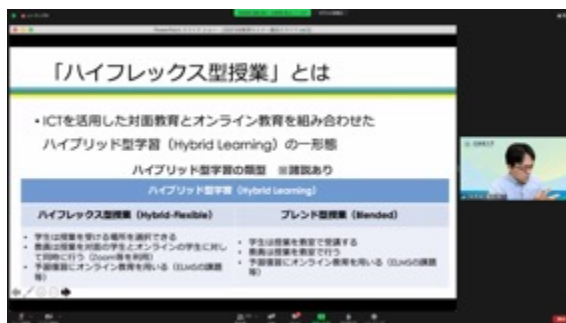 「ハイフレックス型授業」とは
・ICTを活用した対面教育とオンライン教育を組み合わせた
ハイブリッド型学習（Hybrid Learning）の一形態
ハイブリッド型学習の類型　※諸説あり
ハイブリッド型学習（Hybrid Learning）
ハイフレックス型授業（Hybrid-Flexible）
・学生は授業を受ける場所を選択できる
・教員は授業を対面の学生とオンラインの学生に対し
て同時に行う（Zoom等を利用）
・予習復習にオンライン教育を用いる（ELMSの課題
等）
ブレンド型授業（Blended）
・学生は授業を教室で受講する
・教員は授業を教室で行う
・予習復習にオンライン教育を用いる（ELMSの課題
等）